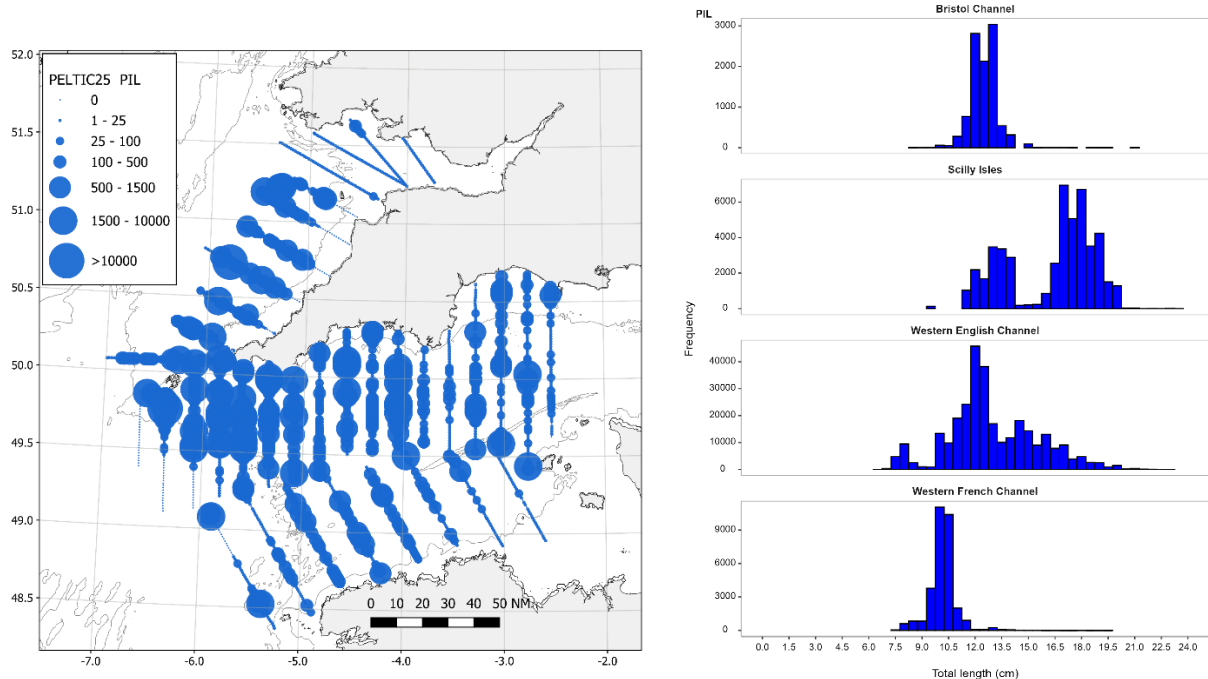 52.0
51.5
51.0
50.5
50.0
49.5
49.0
48.5
PELTIC25 PIL
0
1 - 25
25 - 100
100 - 500
500 - 1500
1500 - 10000
>10000
0 10 20 30 40 50 NM
-7.0 -6.0 -5.0 -4.0 -3.0 -2.0
PIL
Bristol Channel
3000
2000
1000
0
Scilly Isles
6000
4000
2000
0
Frequency
Western English Channel
40000
30000
20000
10000
0
Western French Channel
9000
6000
3000
0
0.0 1.5 3.0 4.5 6.0 7.5 9.0 10.5 12.0 13.5 15.0 16.5 18.0 19.5 21.0 22.5 24.0
Total length (cm)